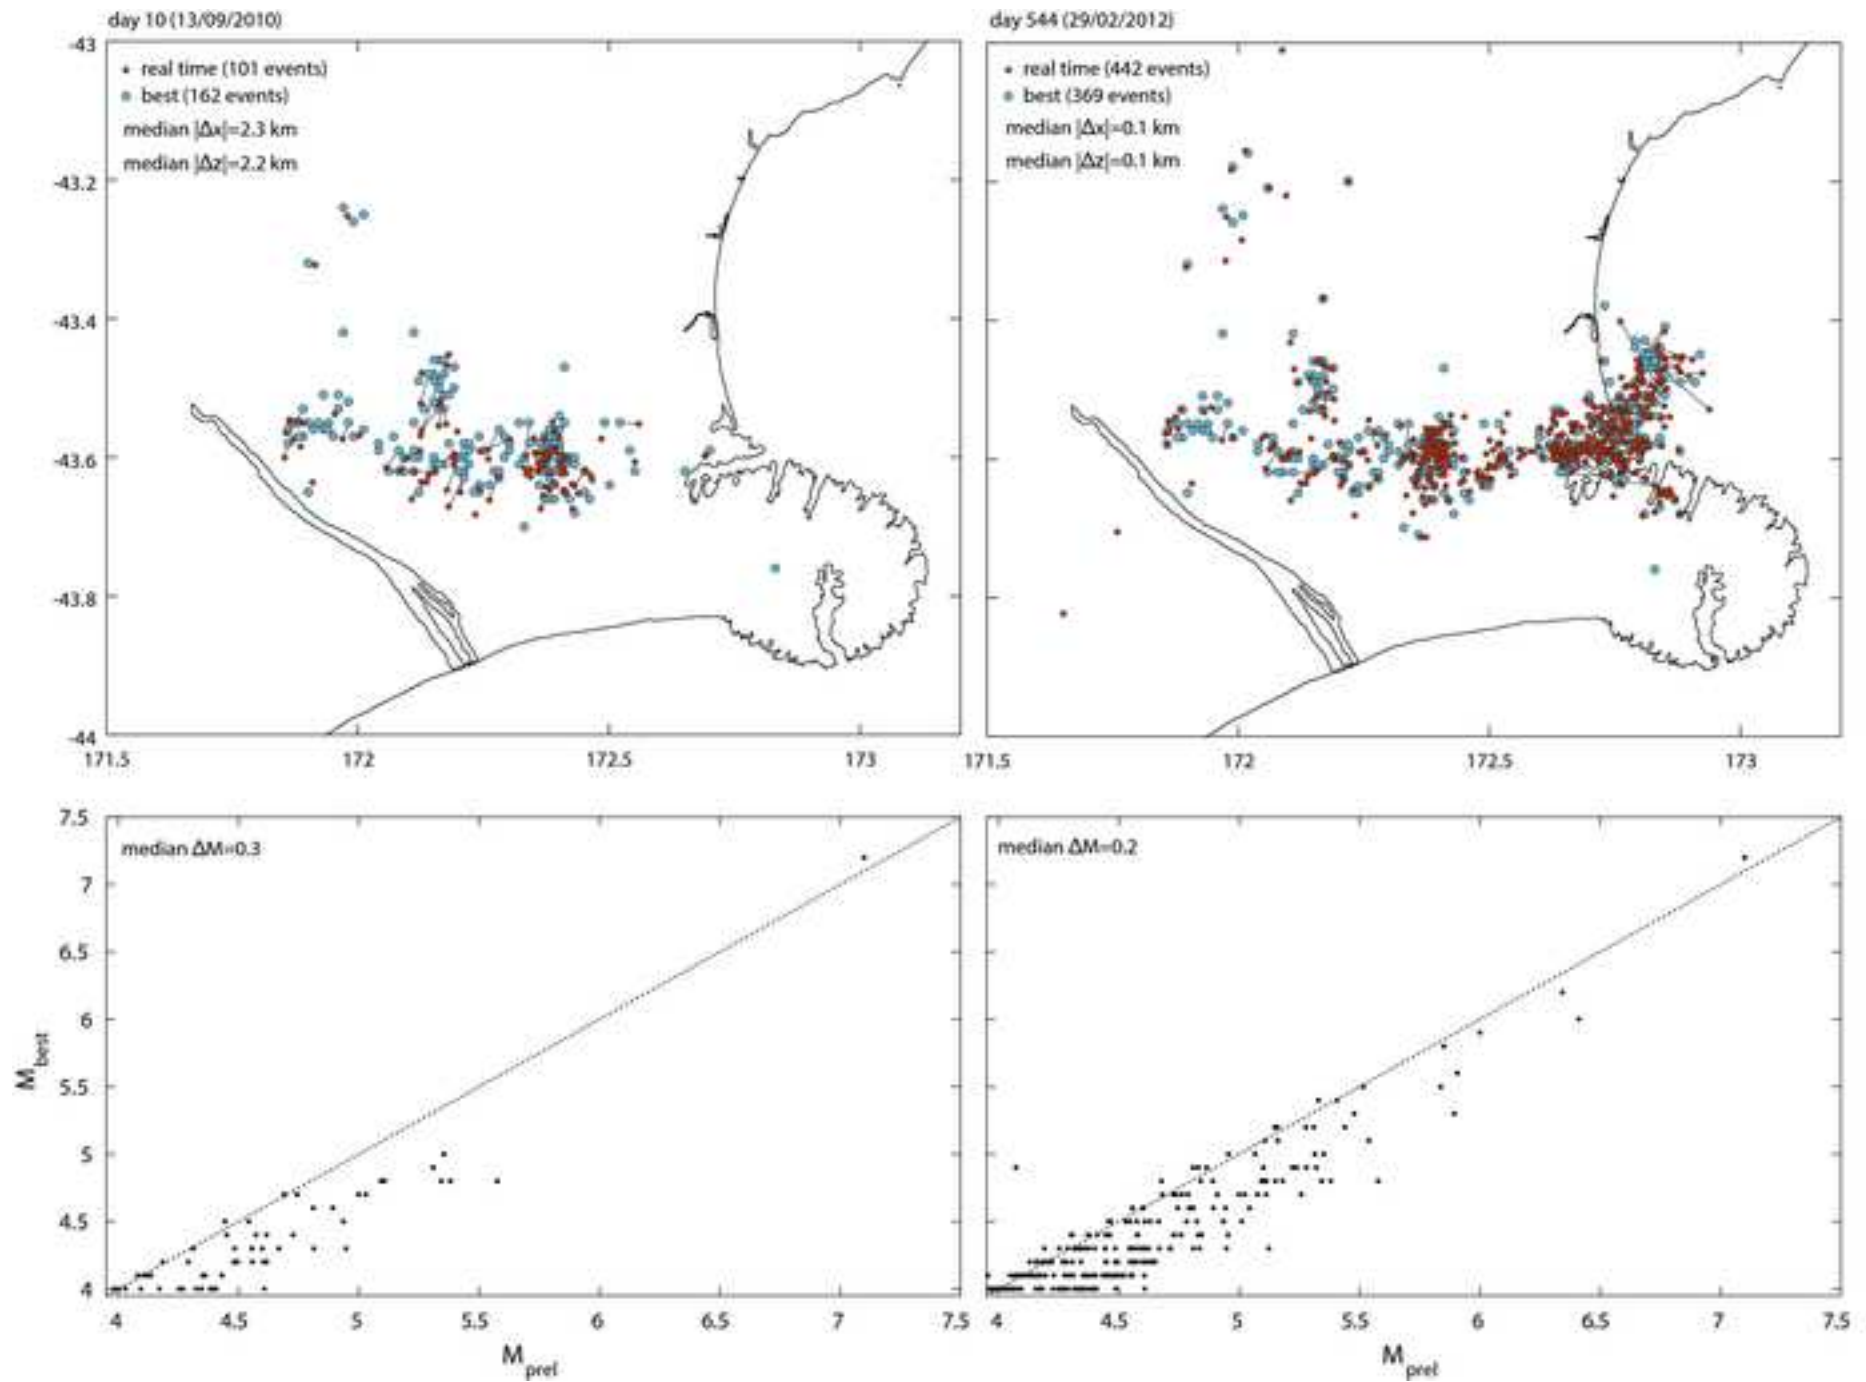 day 10 (13/09/2010)
-43
real time (101 events)
best (162 events)
median |Δx|=2.3 km
median |Δz|=2.2 km
-43.2
-43.4
-43.6
-43.8
-44
171.5 172 172.5 173
day 544 (29/02/2012)
real time (442 events)
best (369 events)
median |Δx|=0.1 km
median |Δz|=0.1 km
171.5 172 172.5 173
7.5
median ΔM=0.3
7
6.5
6
M_best
5.5
5
4.5
4
4 4.5 5 5.5 6 6.5 7 7.5
M_prel
median ΔM=0.2
4 4.5 5 5.5 6 6.5 7 7.5
M_prel